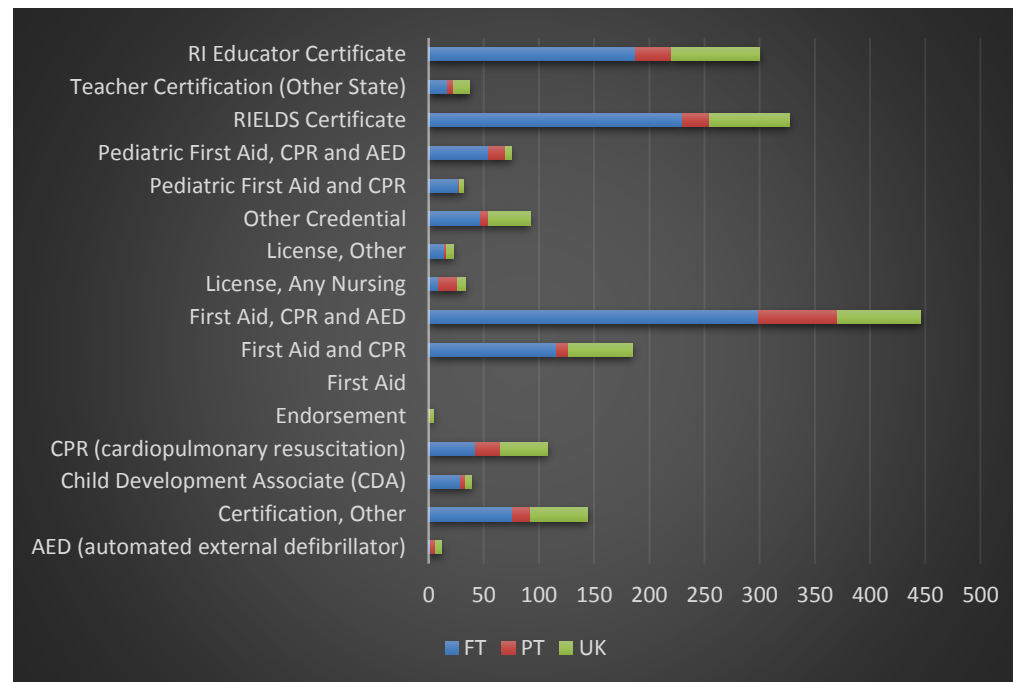 RI Educator Certificate
Teacher Certification (Other State)
RIELDS Certificate
Pediatric First Aid, CPR and AED
Pediatric First Aid and CPR
Other Credential
License, Other
License, Any Nursing
First Aid, CPR and AED
First Aid and CPR
First Aid
Endorsement
CPR (cardiopulmonary resuscitation)
Child Development Associate (CDA)
Certification, Other
AED (automated external defibrillator)
0 50 100 150 200 250 300 350 400 450 500
FT PT UK